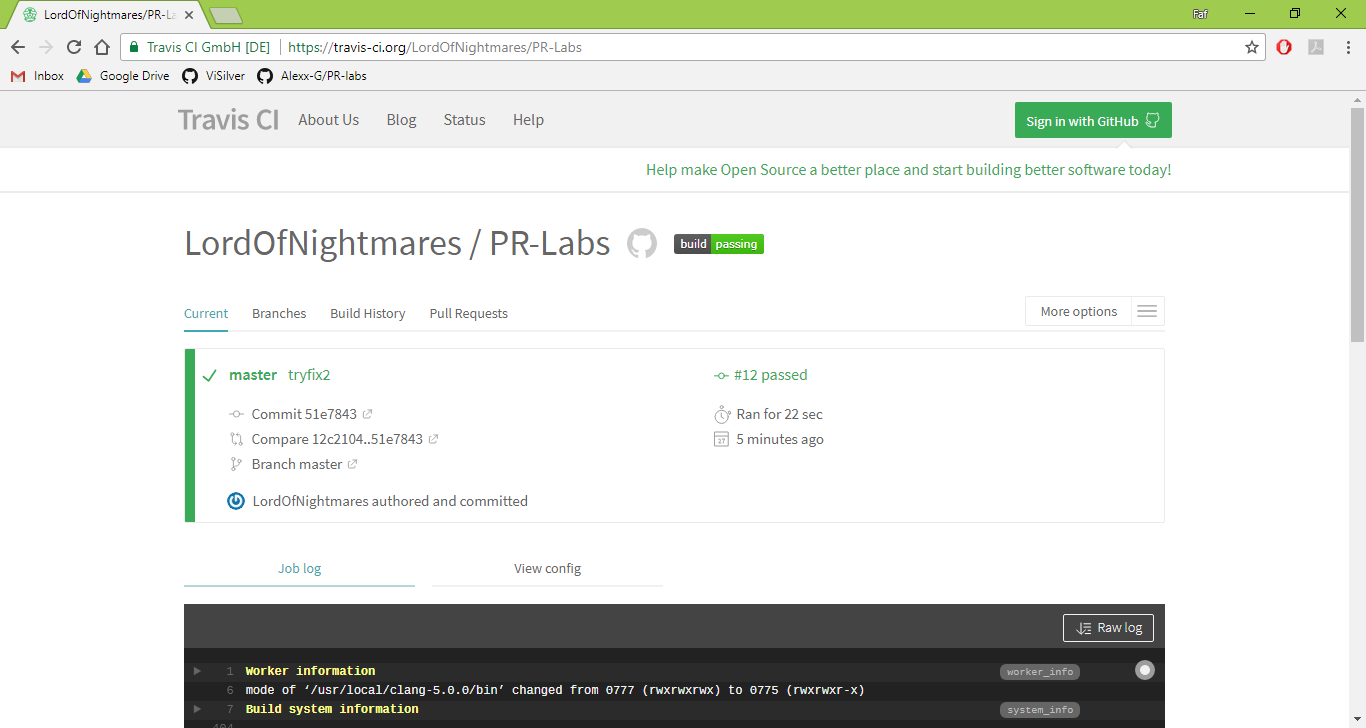 LordOfNightmares/PR-La
Faf
Travis CI GmbH [DE] https://travis-ci.org/LordOfNightmares/PR-Labs
Inbox Google Drive ViSilver Alexx-G/PR-labs
Travis CI About Us Blog Status Help Sign in with GitHub
Help make Open Source a better place and start building better software today!
LordOfNightmares / PR-Labs build passing
Current Branches Build History Pull Requests More options
master tryfix2 #12 passed
Commit 51e7843 Ran for 22 sec
Compare 12c2104..51e7843 27 5 minutes ago
Branch master
LordOfNightmares authored and committed
Job log View config
Raw log
1 Worker information worker_info
6 mode of ‘/usr/local/clang-5.0.0/bin’ changed from 0777 (rwxrwxrwx) to 0775 (rwxrwxr-x)
7 Build system information system_info